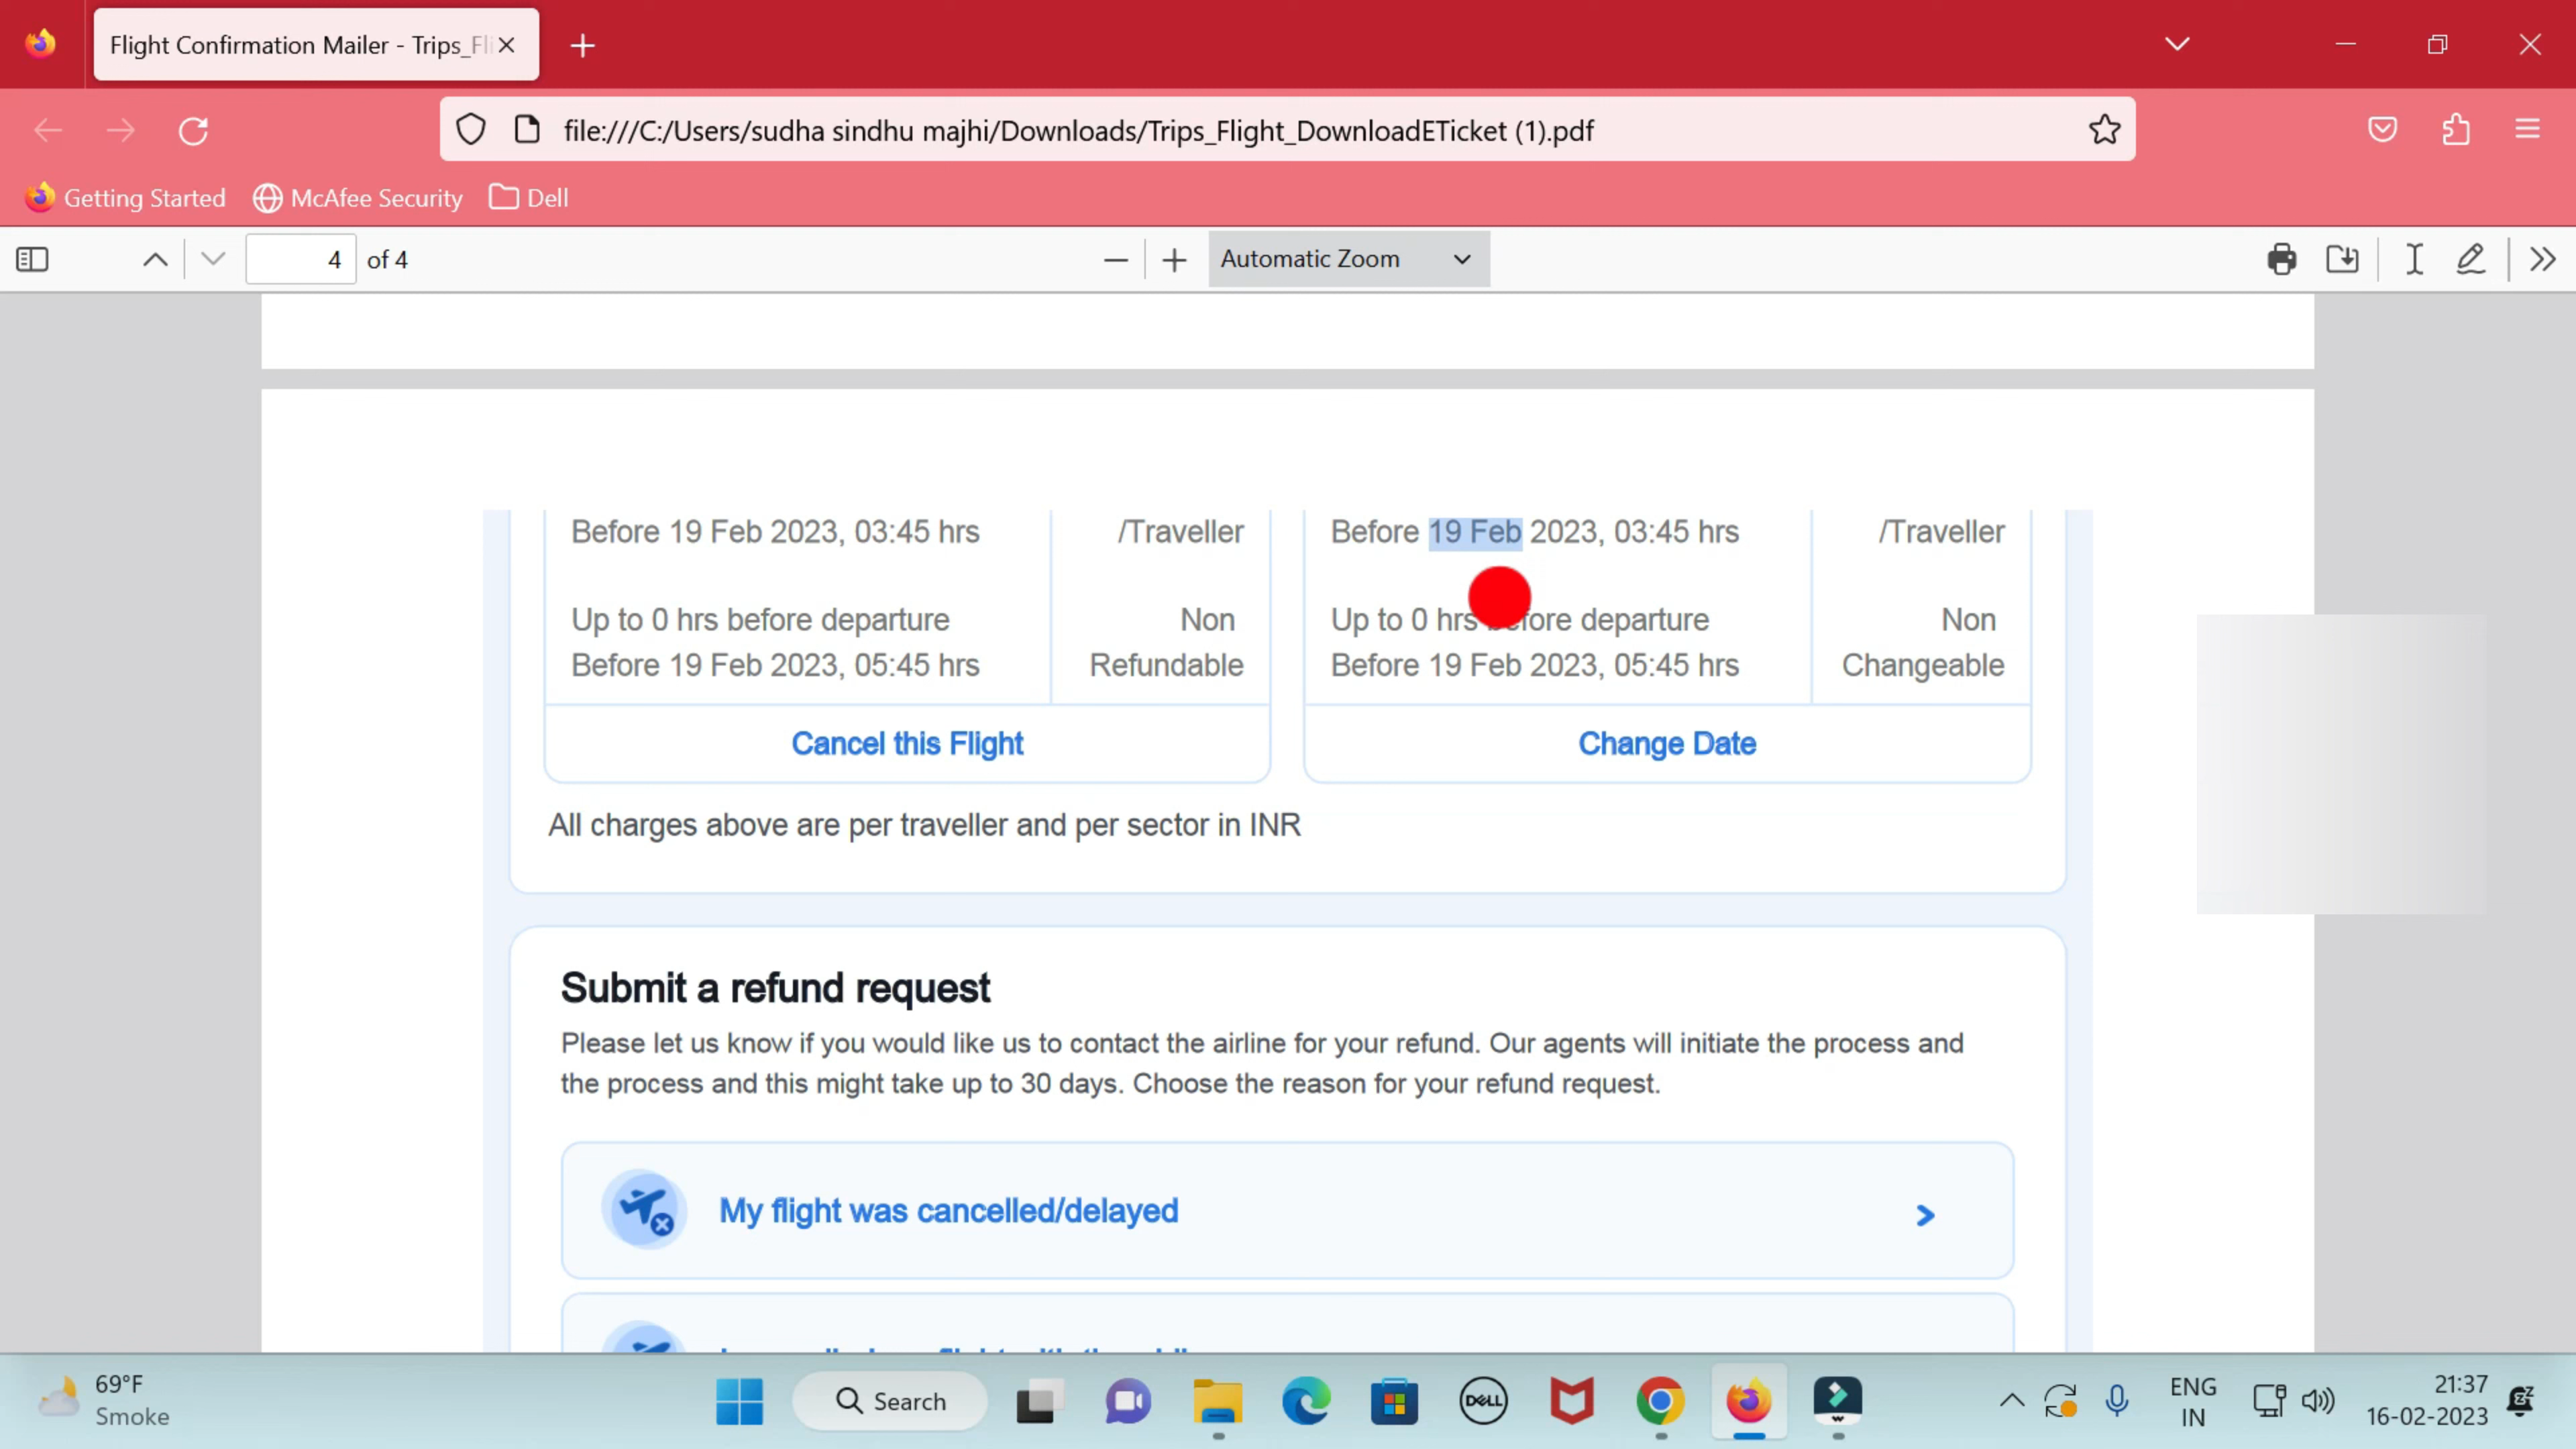 Flight Confirmation Mailer - Trips_Fli
file:///C:/Users/sudha sindhu majhi/Downloads/Trips_Flight_DownloadETicket (1).pdf
Getting Started
McAfee Security
Dell
4 of 4
Automatic Zoom
Before 19 Feb 2023, 03:45 hrs
/Traveller
Up to 0 hrs before departure
Before 19 Feb 2023, 05:45 hrs
Non
Refundable
Cancel this Flight
Before 19 Feb 2023, 03:45 hrs
/Traveller
Up to 0 hrs before departure
Before 19 Feb 2023, 05:45 hrs
Non
Changeable
Change Date
All charges above are per traveller and per sector in INR
Submit a refund request
Please let us know if you would like us to contact the airline for your refund. Our agents will initiate the process and
the process and this might take up to 30 days. Choose the reason for your refund request.
My flight was cancelled/delayed
69°F
Smoke
Search
DELL
ENG
IN
21:37
16-02-2023